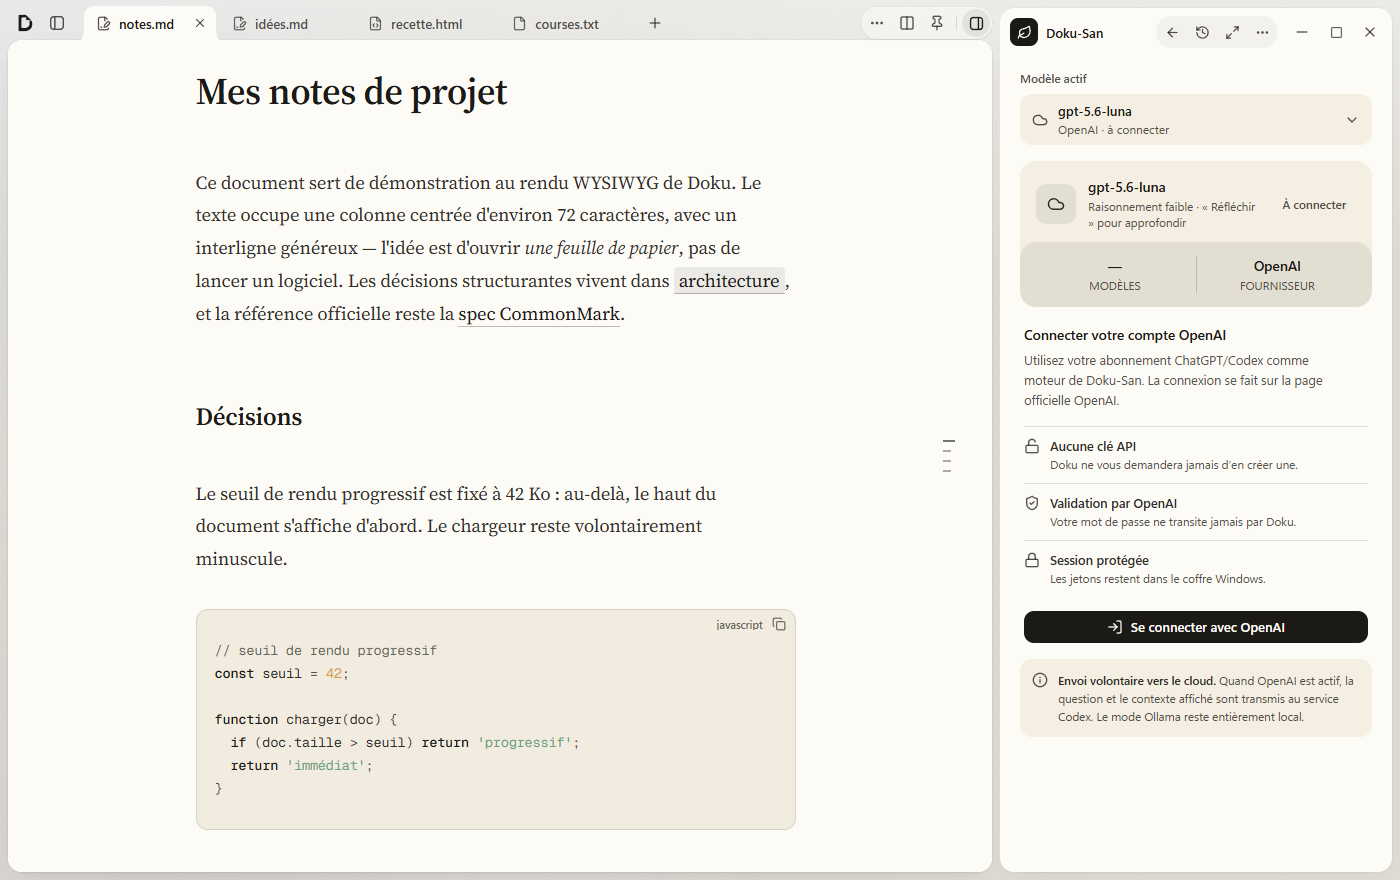 notes.md
idées.md
recette.html
courses.txt
Mes notes de projet
Ce document sert de démonstration au rendu WYSIWYG de Doku. Le
texte occupe une colonne centrée d'environ 72 caractères, avec un
interligne généreux — l'idée est d'ouvrir une feuille de papier, pas de
lancer un logiciel. Les décisions structurantes vivent dans architecture ,
et la référence officielle reste la spec CommonMark.
Décisions
Le seuil de rendu progressif est fixé à 42 Ko : au-delà, le haut du
document s'affiche d'abord. Le chargeur reste volontairement
minuscule.
javascript
// seuil de rendu progressif
const seuil = 42;
function charger(doc) {
  if (doc.taille > seuil) return 'progressif';
  return 'immédiat';
}
Doku-San
Modèle actif
gpt-5.6-luna
OpenAI · à connecter
gpt-5.6-luna
Raisonnement faible · « Réfléchir
» pour approfondir
À connecter
—
MODÈLES
OpenAI
FOURNISSEUR
Connecter votre compte OpenAI
Utilisez votre abonnement ChatGPT/Codex comme
moteur de Doku-San. La connexion se fait sur la page
officielle OpenAI.
Aucune clé API
Doku ne vous demandera jamais d'en créer une.
Validation par OpenAI
Votre mot de passe ne transite jamais par Doku.
Session protégée
Les jetons restent dans le coffre Windows.
Se connecter avec OpenAI
Envoi volontaire vers le cloud. Quand OpenAI est actif, la
question et le contexte affiché sont transmis au service
Codex. Le mode Ollama reste entièrement local.